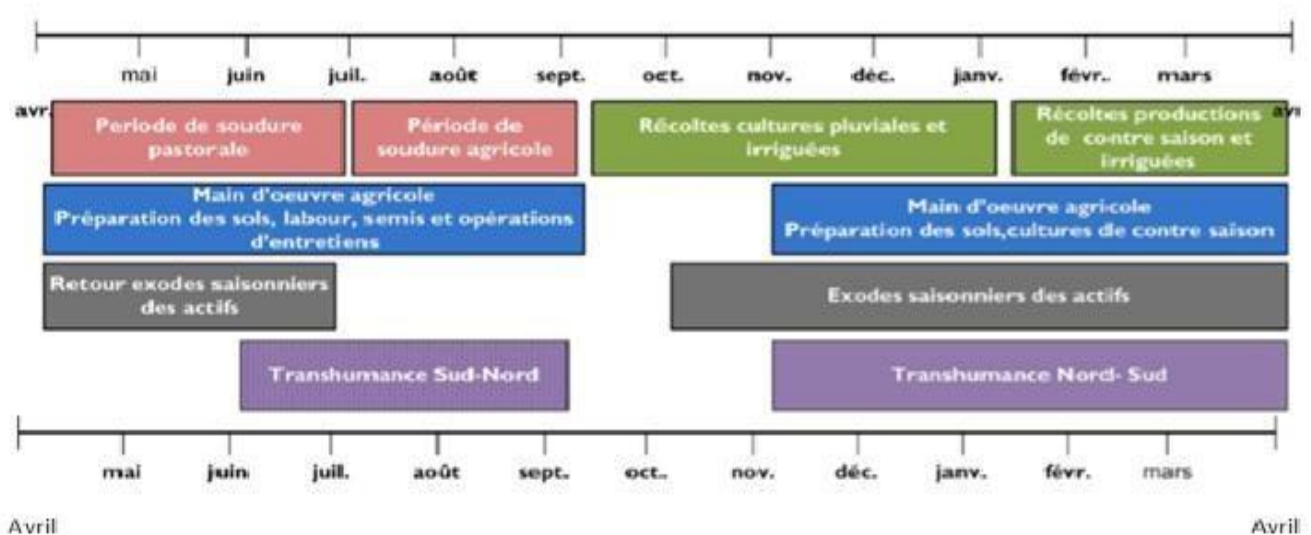 mai juin juil. août sept. oct. nov. déc. janv. févr. mars
avr. avr
Periode de soudure
pastorale
Période de
soudure agricole
Récoltes cultures pluviales et
irriguées
Récoltes productions
de contre saison et
irriguées
Main d'oeuvre agricole
Préparation des sols, labour, semis et opérations
d'entretiens
Main d'oeuvre agricole
Préparation des sols,cultures de contre saison
Retour exodes saisonniers
des actifs
Exodes saisonniers des actifs
Transhumance Sud-Nord
Transhumance Nord- Sud
mai juin juill. août sept. oct. nov. déc. janv. févr. mars
Avril Avril